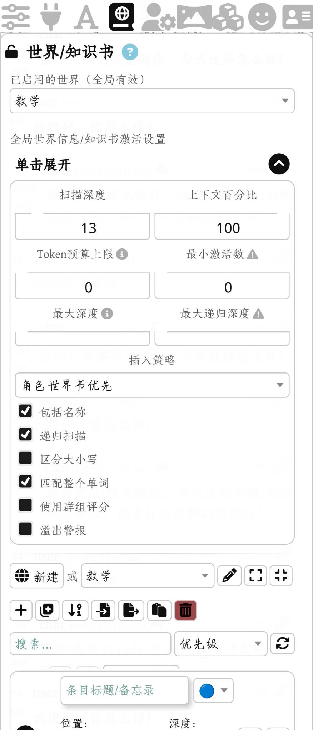 世界/知识书 ?
已启用的世界（全局有效）
数学
全局世界信息/知识书激活设置
单击展开
扫描深度 上下文百分比
13 100
Token预算上限 最小激活数
0 0
最大深度 最大递归深度
插入策略
角色世界书优先
包括名称
递归扫描
区分大小写
匹配整个单词
使用群组评分
溢出警报
新建 或 数学
搜索... 优先级
条目标题/备忘录
位置: 深度: